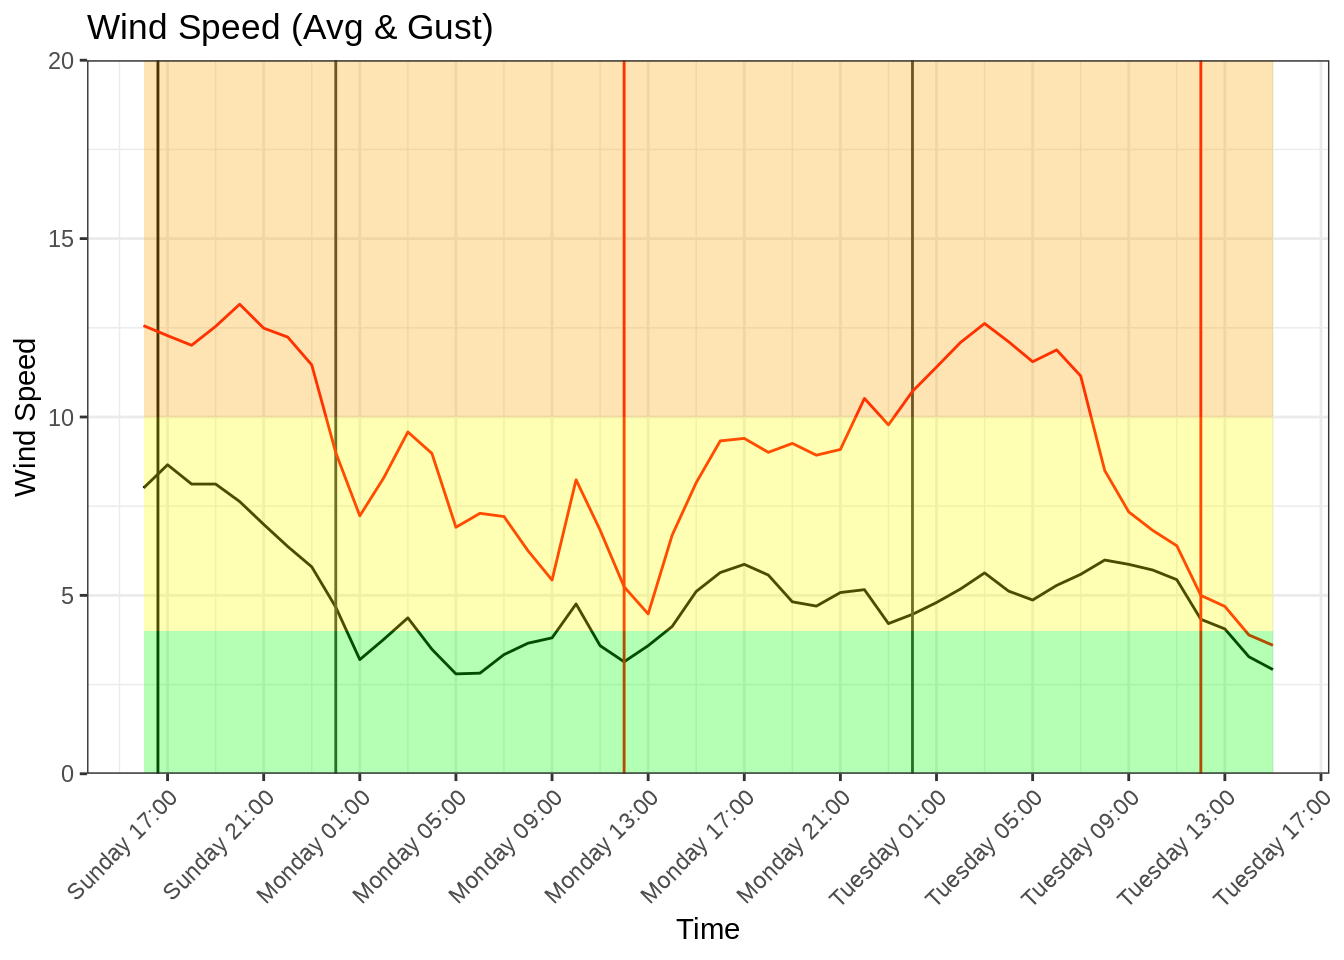 Wind Speed (Avg & Gust)
20
15
10
5
0
Wind Speed
Sunday 17:00
Sunday 21:00
Monday 01:00
Monday 05:00
Monday 09:00
Monday 13:00
Monday 17:00
Monday 21:00
Tuesday 01:00
Tuesday 05:00
Tuesday 09:00
Tuesday 13:00
Tuesday 17:00
Time